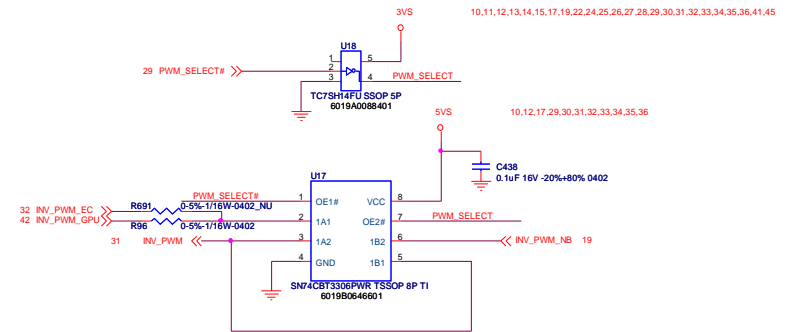 3VS 10,11,12,13,14,15,17,19,22,24,25,26,27,28,29,30,31,32,33,34,35,36,41,45
U18
1 5
29 PWM_SELECT# 2
3 4 PWM_SELECT
TC7SH14FU SSOP 5P
6019A0088401
5VS 10,12,17,29,30,31,32,33,34,35,36
C438
0.1uF 16V -20%+80% 0402
U17
PWM_SELECT# 1 OE1# VCC 8
32 INV_PWM_EC R691 0-5%-1/16W-0402_NU
42 INV_PWM_GPU 2 1A1 OE2# 7 PWM_SELECT
R96 0-5%-1/16W-0402
31 INV_PWM 3 1A2 1B2 6 INV_PWM_NB 19
4 GND 1B1 5
SN74CBT3306PWR TSSOP 8P TI
6019B0646601